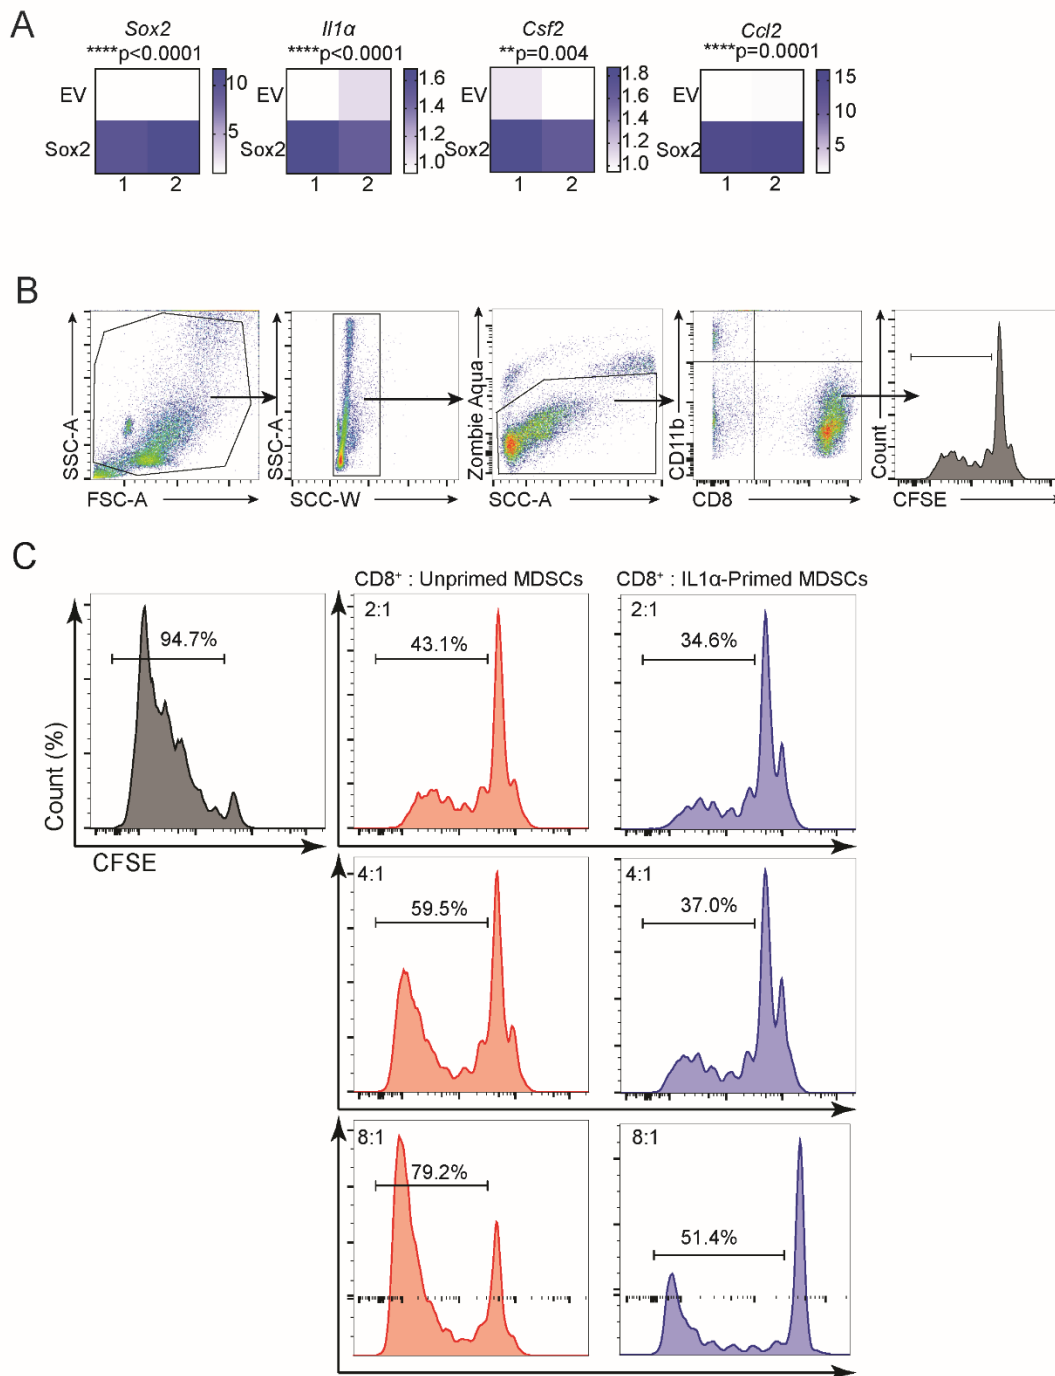 A
Sox2
****p<0.0001
EV
Sox2
1 2
10
5
Il1α
****p<0.0001
EV
Sox2
1 2
1.6
1.4
1.2
1.0
Csf2
**p=0.004
EV
Sox2
1 2
1.8
1.6
1.4
1.2
1.0
Ccl2
****p=0.0001
EV
Sox2
1 2
15
10
5
B
SSC-A
FSC-A
SSC-A
SCC-W
Zombie Aqua
SCC-A
CD11b
CD8
Count
CFSE
C
CD8⁺ : Unprimed MDSCs
CD8⁺ : IL1α-Primed MDSCs
94.7%
Count (%)
CFSE
2:1
43.1%
2:1
34.6%
4:1
59.5%
4:1
37.0%
8:1
79.2%
8:1
51.4%